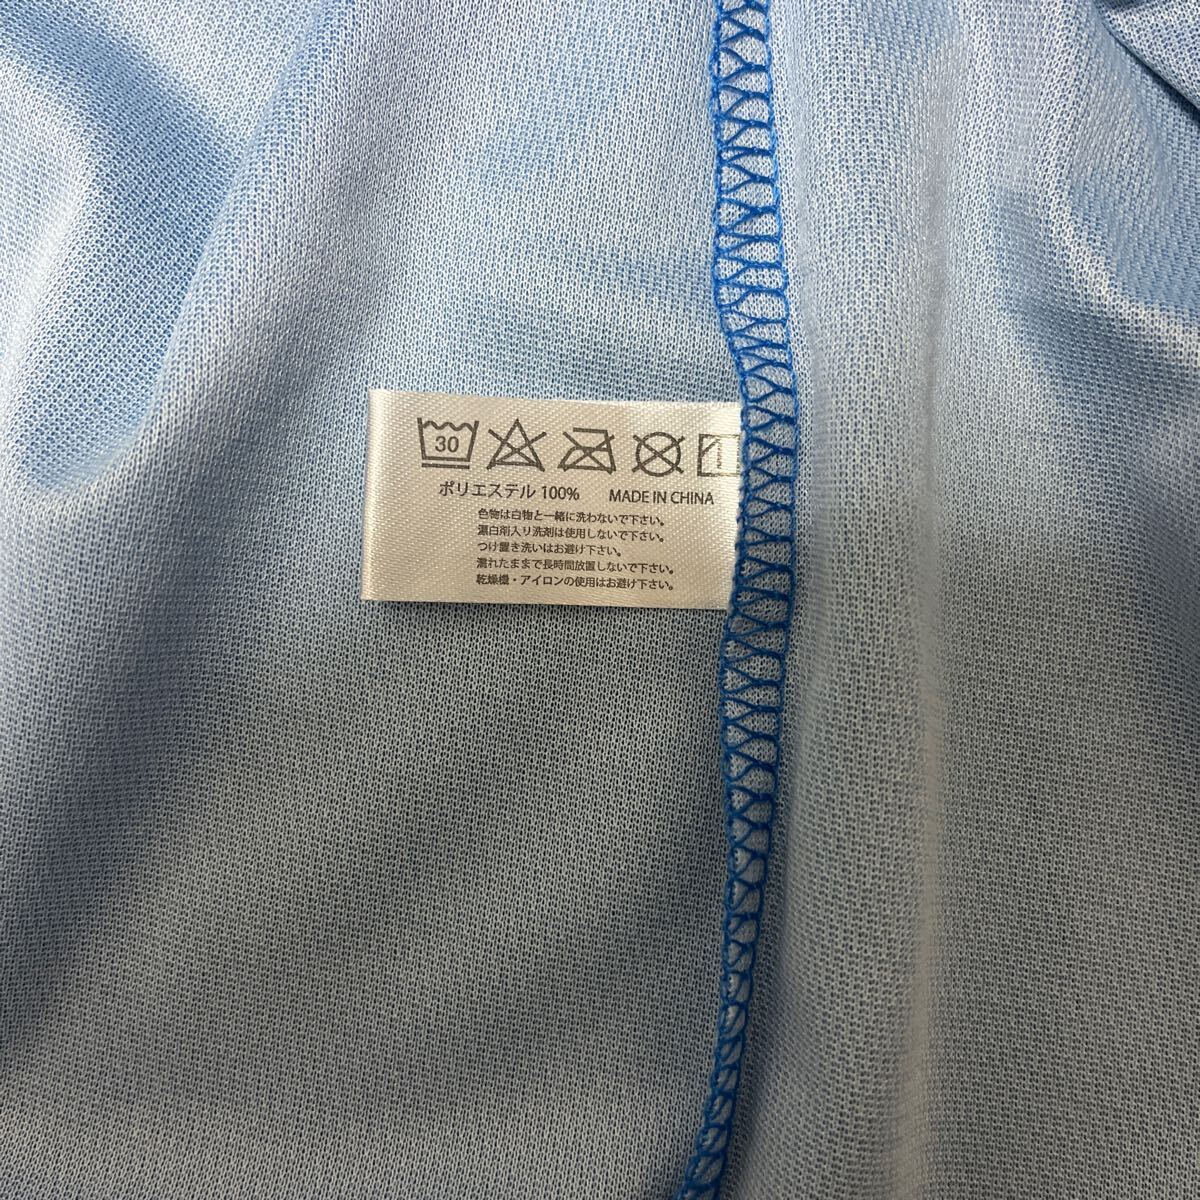 30
ポリエステル 100% MADE IN CHINA
色物は白物と一緒に洗わないで下さい。
漂白剤入り洗剤は使用しないで下さい。
つけ置き洗いはお避け下さい。
濡れたままで長時間放置しないで下さい。
乾燥機・アイロンの使用はお避け下さい。